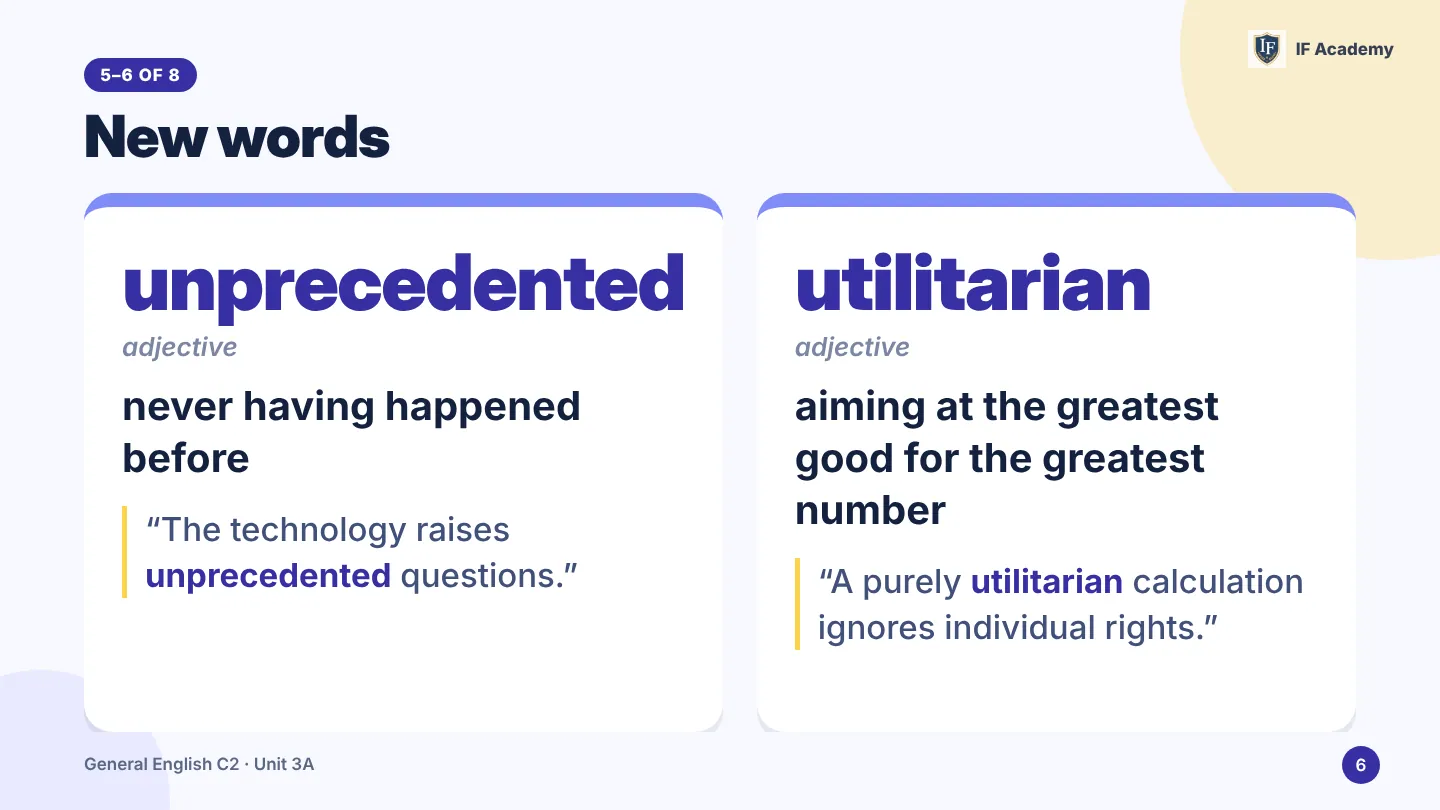 IF Academy
5–6 OF 8
New words
unprecedented
adjective
never having happened
before
“The technology raises
unprecedented questions.”
utilitarian
adjective
aiming at the greatest
good for the greatest
number
“A purely utilitarian calculation
ignores individual rights.”
General English C2 · Unit 3A
6